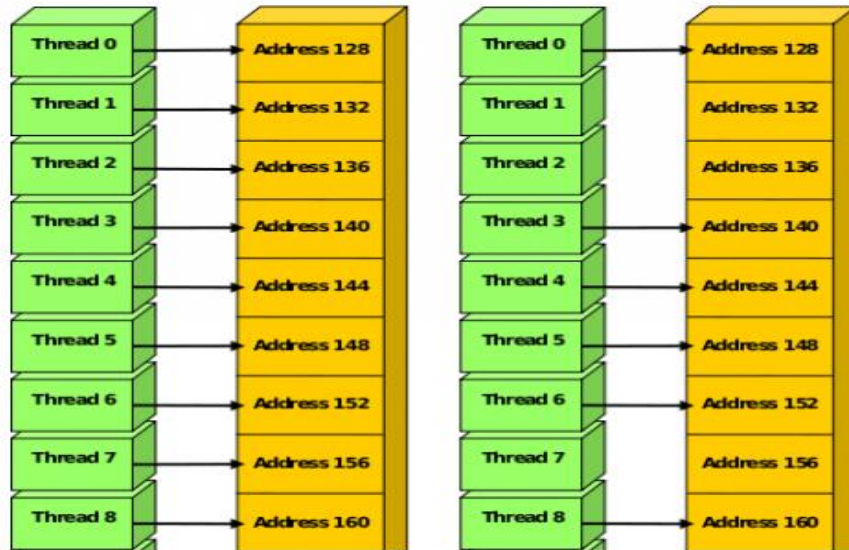 Thread 0 Address 128 Thread 0 Address 128
Thread 1 Address 132 Thread 1 Address 132
Thread 2 Address 136 Thread 2 Address 136
Thread 3 Address 140 Thread 3 Address 140
Thread 4 Address 144 Thread 4 Address 144
Thread 5 Address 148 Thread 5 Address 148
Thread 6 Address 152 Thread 6 Address 152
Thread 7 Address 156 Thread 7 Address 156
Thread 8 Address 160 Thread 8 Address 160